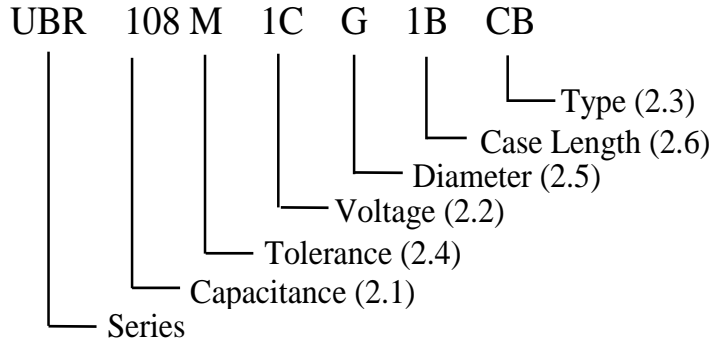 UBR 108 M 1C G 1B CB
Type (2.3)
Case Length (2.6)
Diameter (2.5)
Voltage (2.2)
Tolerance (2.4)
Capacitance (2.1)
Series